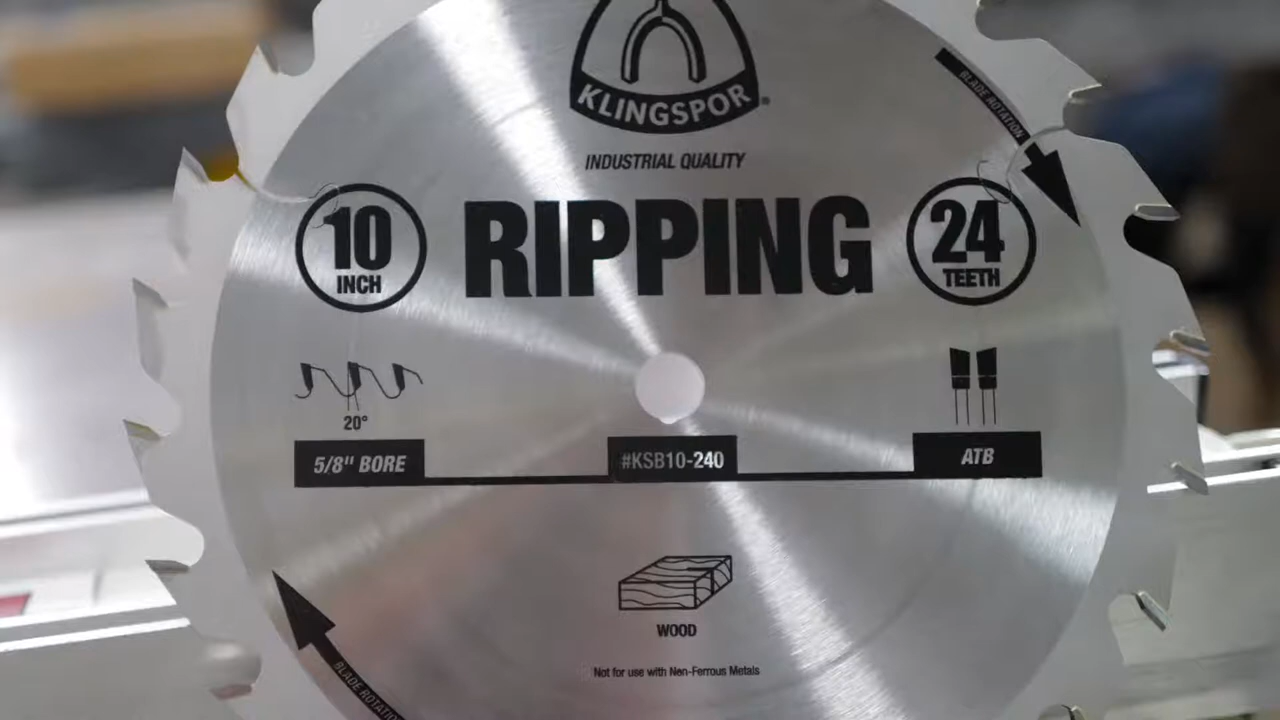 KLINGSPOR®
INDUSTRIAL QUALITY
BLADE ROTATION
10
INCH
RIPPING
24
TEETH
20°
5/8" BORE
#KSB10-240
ATB
WOOD
BLADE ROTATION
Not for use with Non-Ferrous Metals